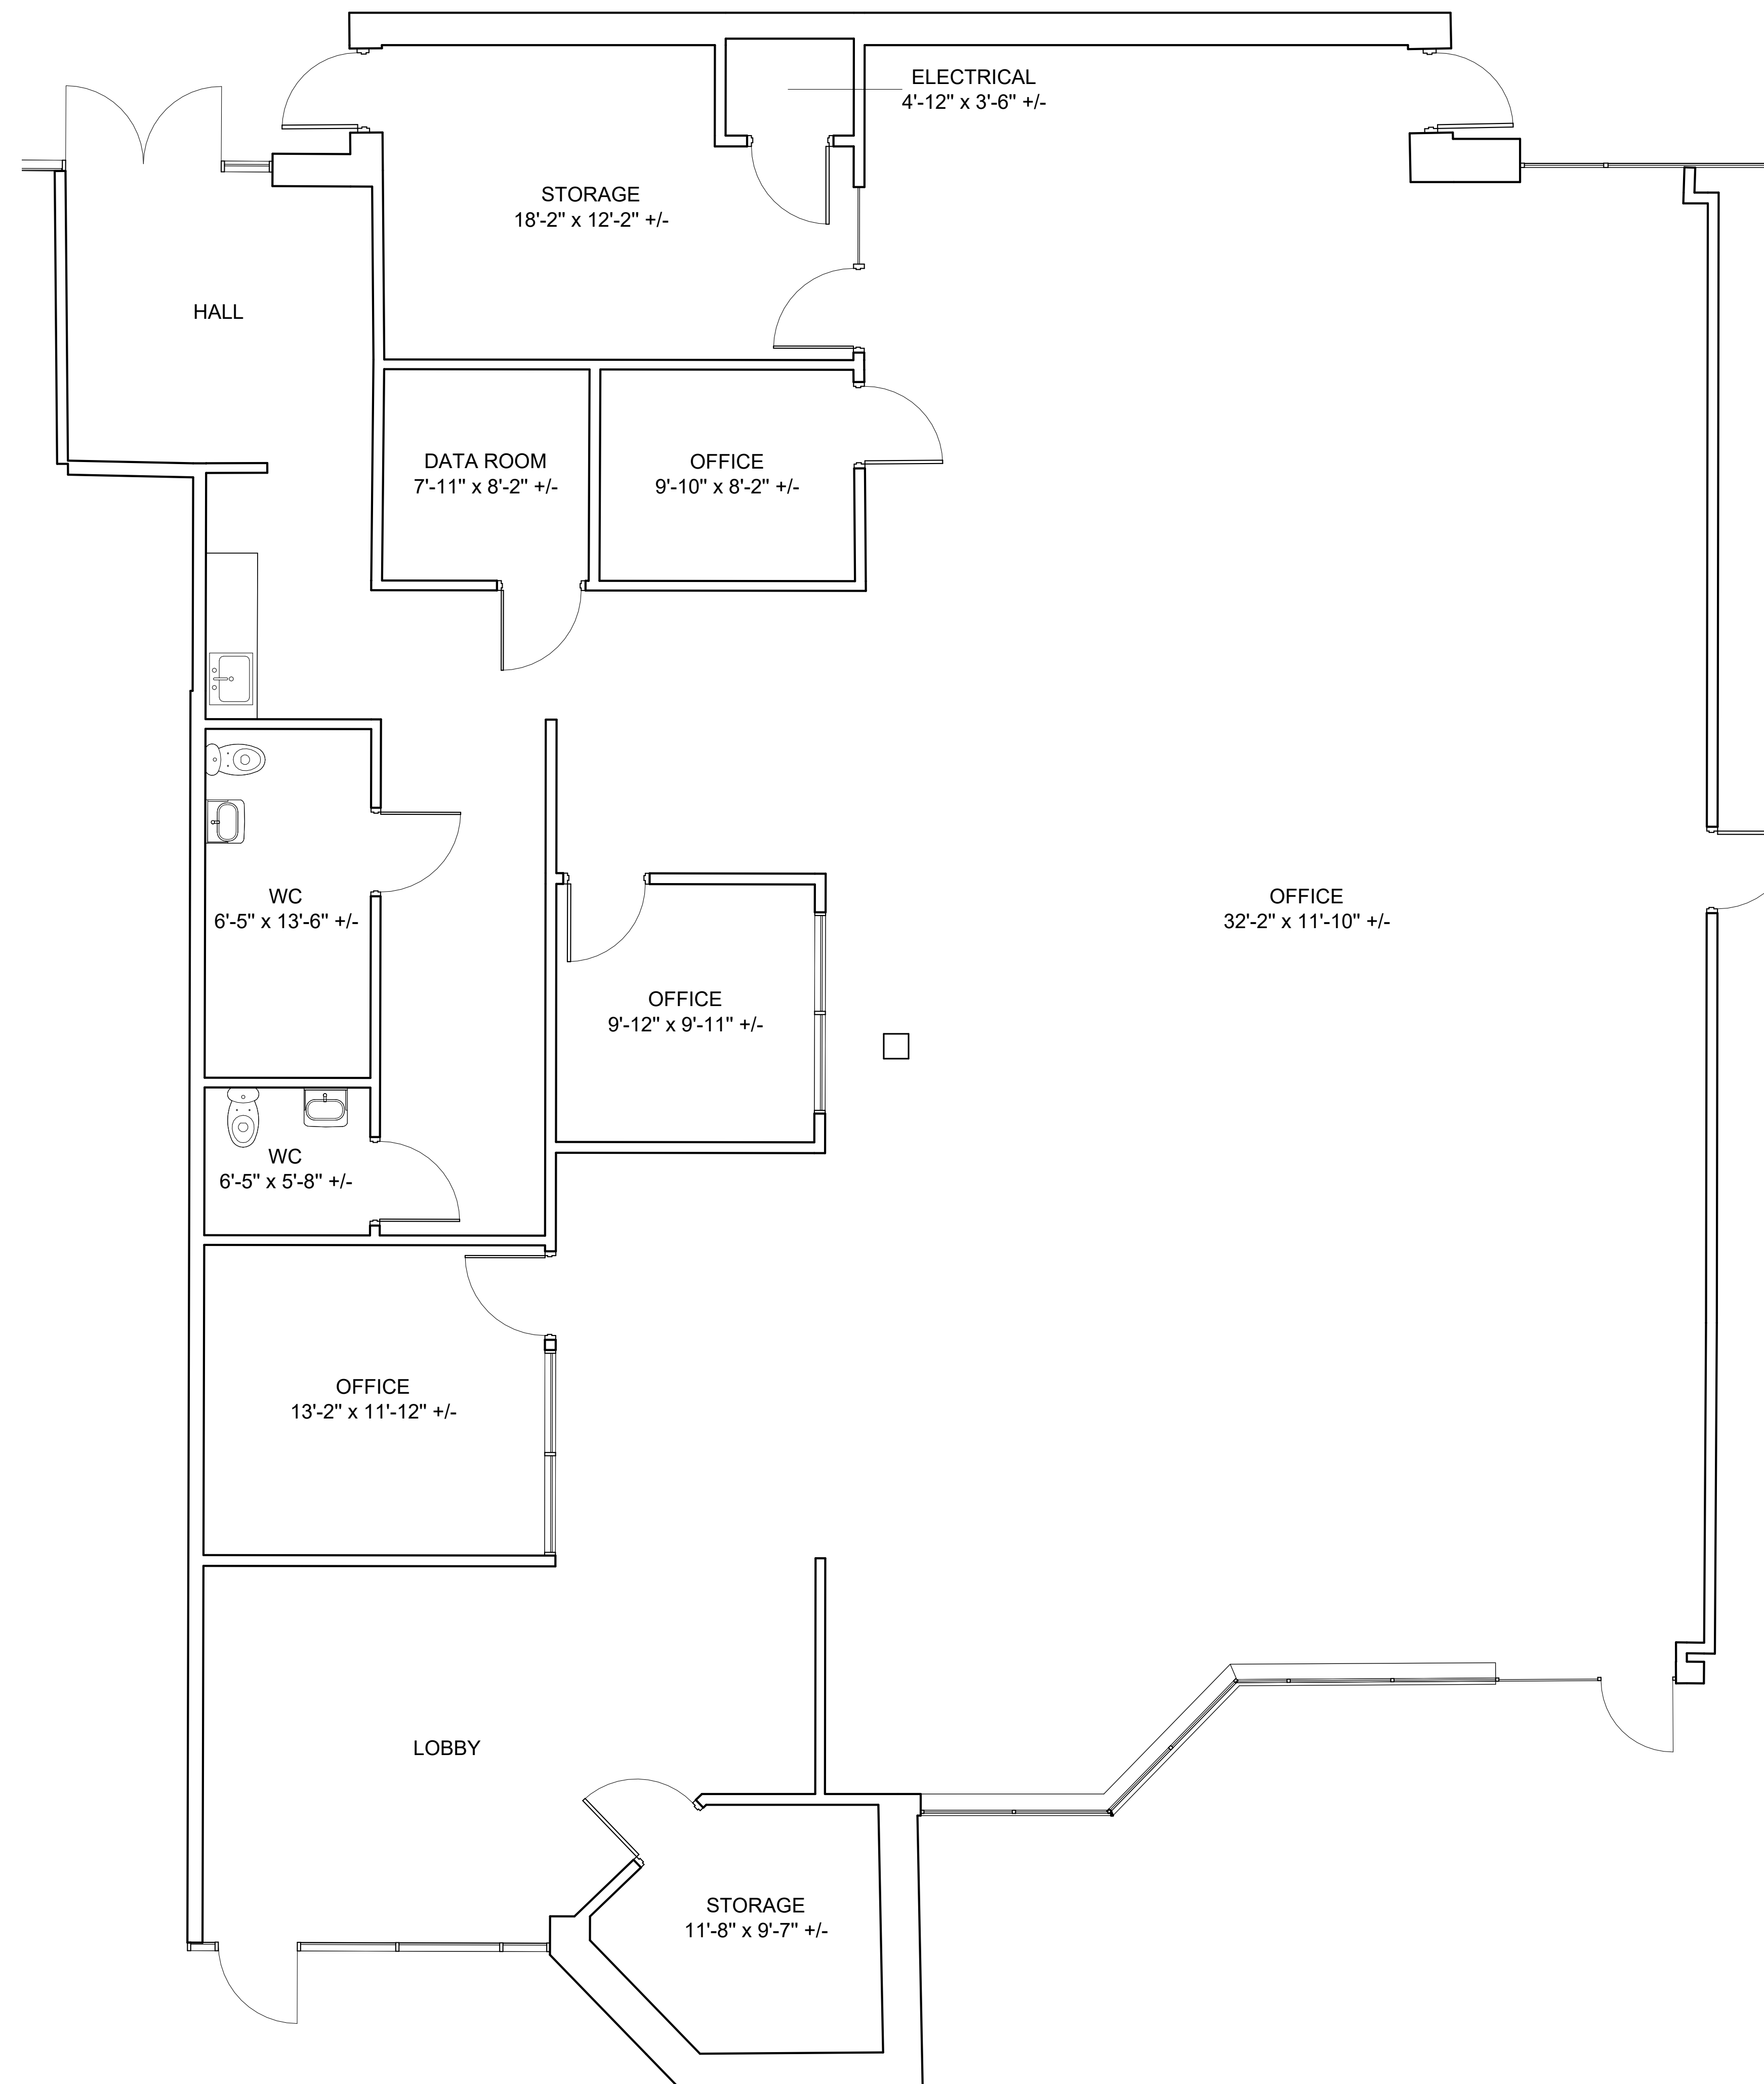 ELECTRICAL
4'-12" x 3'-6" +/-
STORAGE
18'-2" x 12'-2" +/-
HALL
DATA ROOM
7'-11" x 8'-2" +/-
OFFICE
9'-10" x 8'-2" +/-
WC
6'-5" x 13'-6" +/-
OFFICE
32'-2" x 11'-10" +/-
OFFICE
9'-12" x 9'-11" +/-
WC
6'-5" x 5'-8" +/-
OFFICE
13'-2" x 11'-12" +/-
LOBBY
STORAGE
11'-8" x 9'-7" +/-